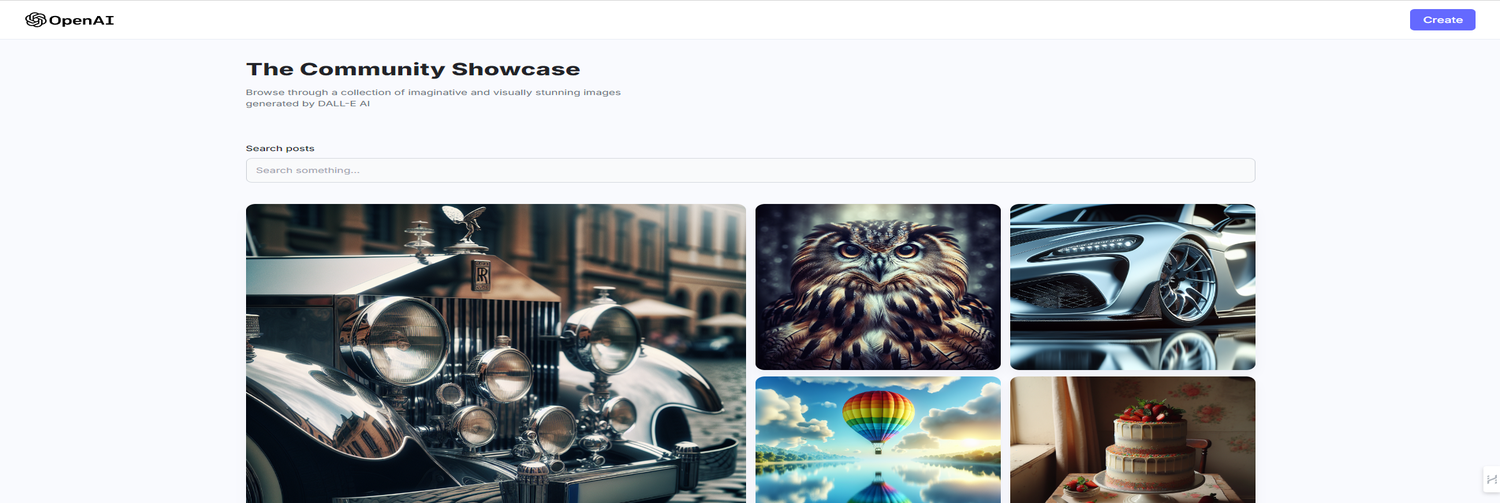 OpenAI
Create
The Community Showcase
Browse through a collection of imaginative and visually stunning images
generated by DALL-E AI
Search posts
Search something...
RR